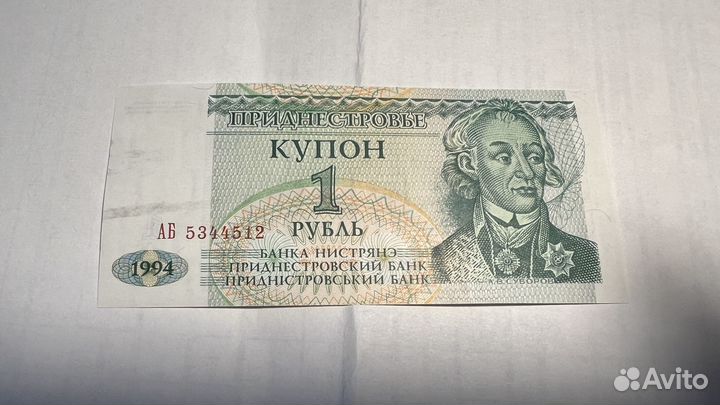 ПРИДНЕСТРОВЬЕ
КУПОН
1
РУБЛЬ
АБ 5344512
БАНКА НИСТРЯНЭ
ПРИДНЕСТРОВСКИЙ БАНК
ПРИДНІСТРОВСЬКИЙ БАНК
1994
А.В.СУВОРОВ
Avito